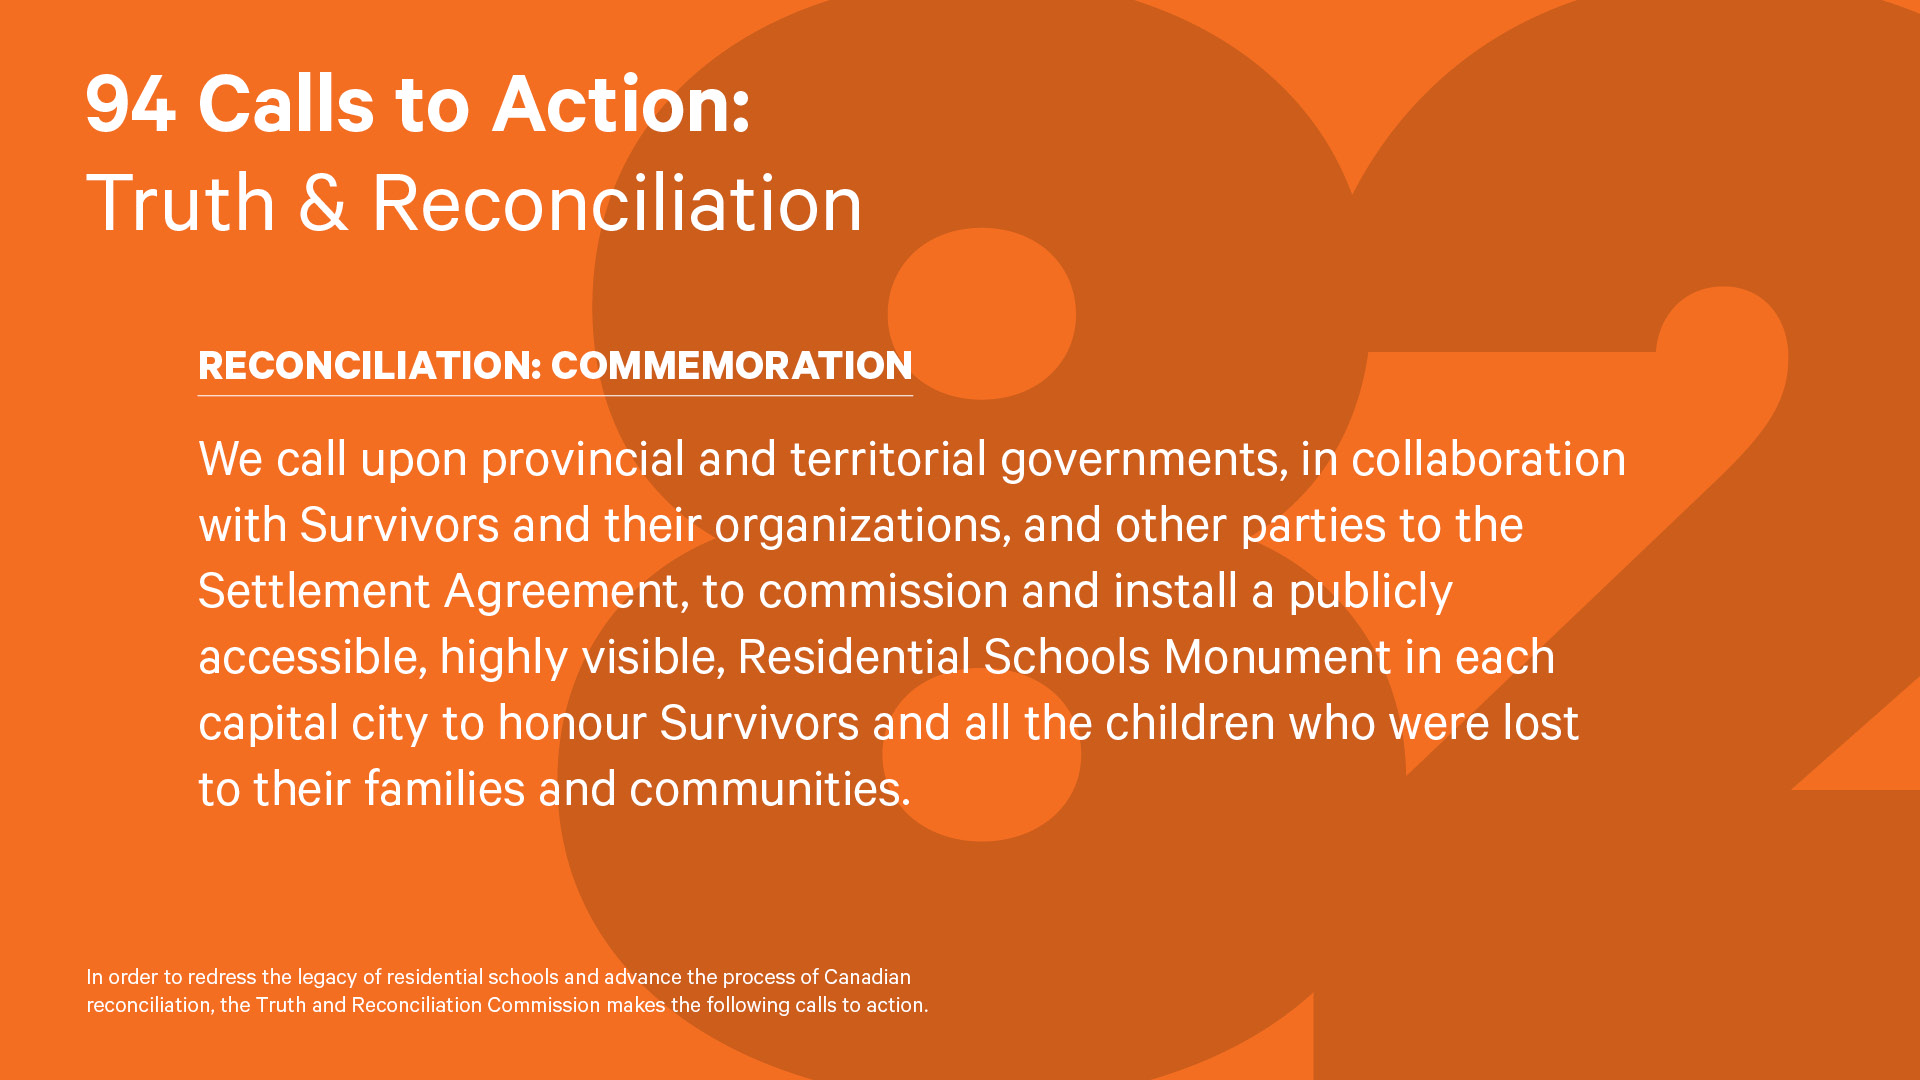 94 Calls to Action:
Truth & Reconciliation
RECONCILIATION: COMMEMORATION
We call upon provincial and territorial governments, in collaboration
with Survivors and their organizations, and other parties to the
Settlement Agreement, to commission and install a publicly
accessible, highly visible, Residential Schools Monument in each
capital city to honour Survivors and all the children who were lost
to their families and communities.
In order to redress the legacy of residential schools and advance the process of Canadian
reconciliation, the Truth and Reconciliation Commission makes the following calls to action.
82